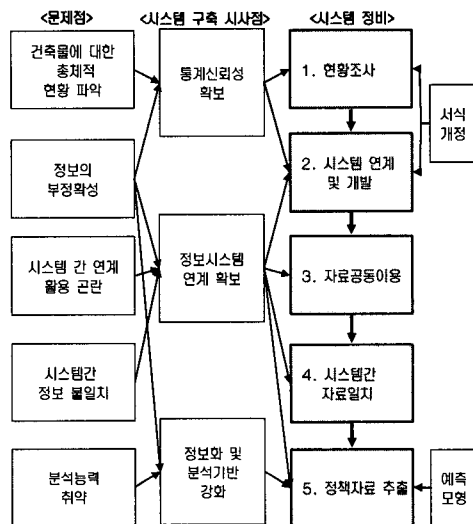 <문제점>
<시스템 구축 시사점>
<시스템 정비>
건축물에 대한
총체적
현황 파악
정보의
부정확성
시스템 간 연계
활용 곤란
시스템간
정보 불일치
분석능력
취약
통계신뢰성
확보
정보시스템
연계 확보
정보화 및
분석기반
강화
1. 현황조사
2. 시스템 연계
및 개발
3. 자료공동이용
4. 시스템간
자료일치
5. 정책자료 추출
서식
개정
예측
모형